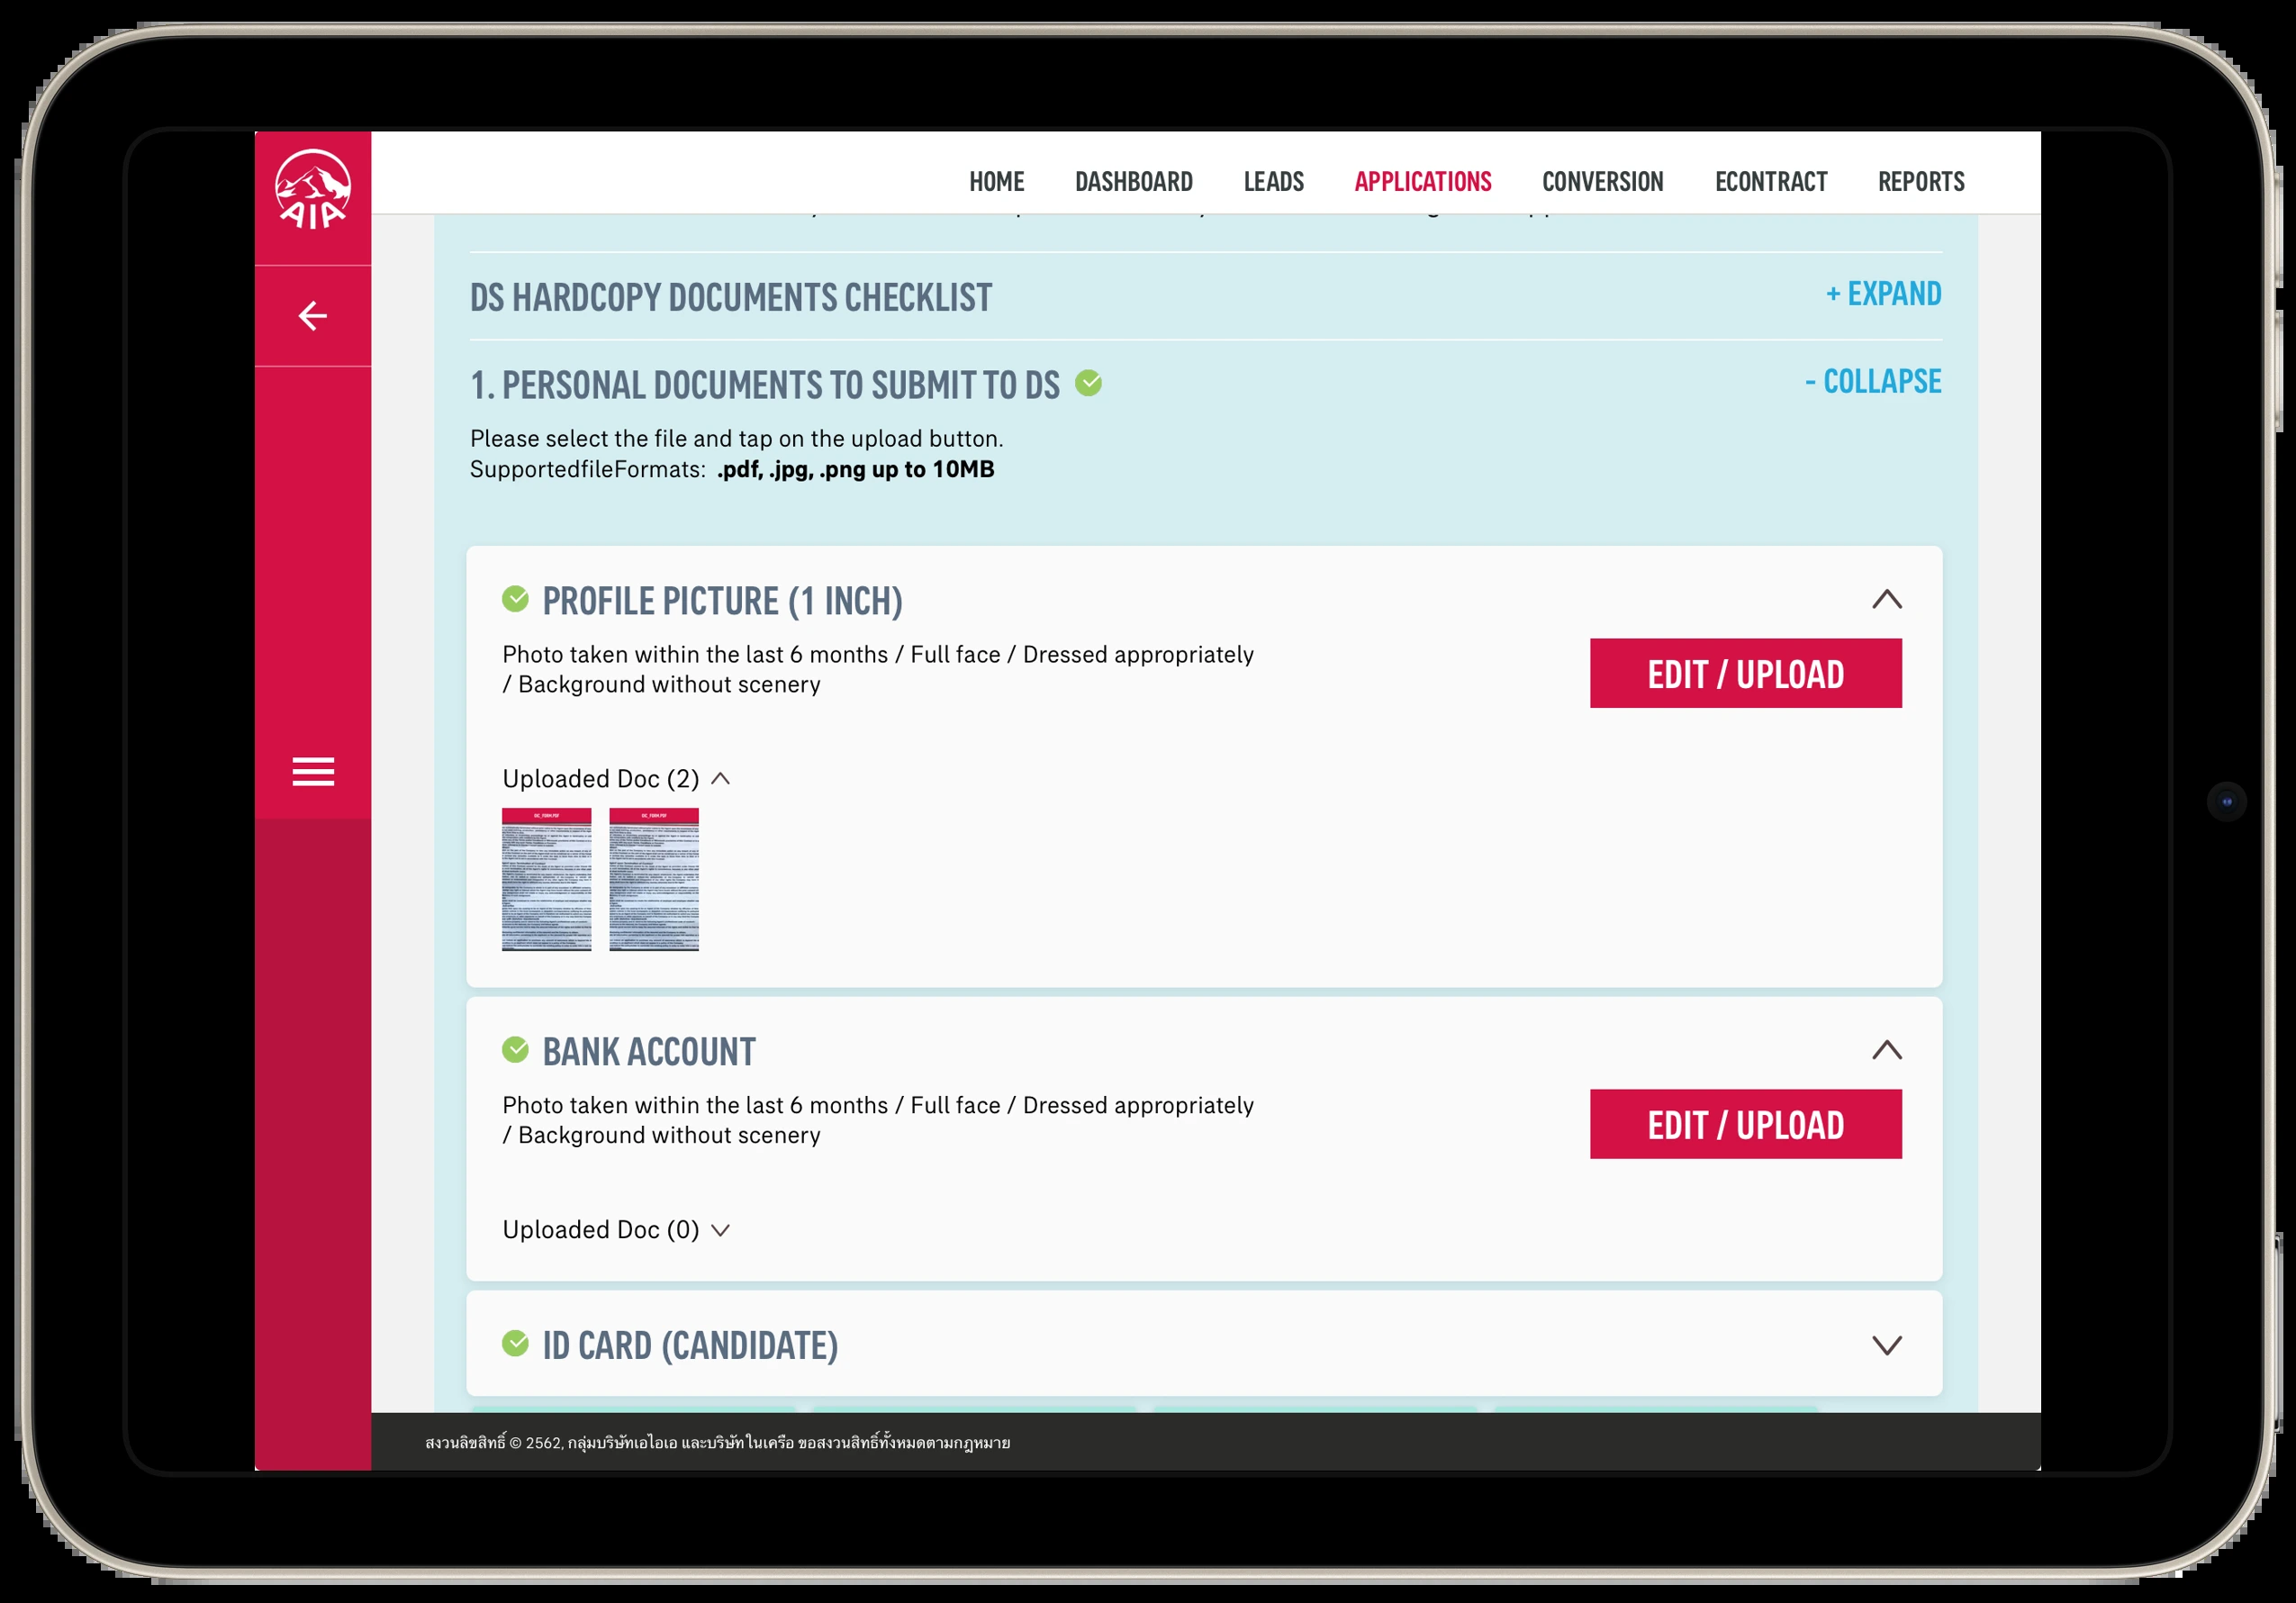 AIA
HOME DASHBOARD LEADS APPLICATIONS CONVERSION ECONTRACT REPORTS
DS HARDCOPY DOCUMENTS CHECKLIST
+ EXPAND
1. PERSONAL DOCUMENTS TO SUBMIT TO DS
- COLLAPSE
Please select the file and tap on the upload button.
SupportedfileFormats: .pdf, .jpg, .png up to 10MB
PROFILE PICTURE (1 INCH)
Photo taken within the last 6 months / Full face / Dressed appropriately
/ Background without scenery
EDIT / UPLOAD
Uploaded Doc (2)
BANK ACCOUNT
Photo taken within the last 6 months / Full face / Dressed appropriately
/ Background without scenery
EDIT / UPLOAD
Uploaded Doc (0)
ID CARD (CANDIDATE)
สงวนลิขสิทธิ์ © 2562, กลุ่มบริษัทเอไอเอ และบริษัทในเครือ ขอสงวนสิทธิ์ทั้งหมดตามกฎหมาย